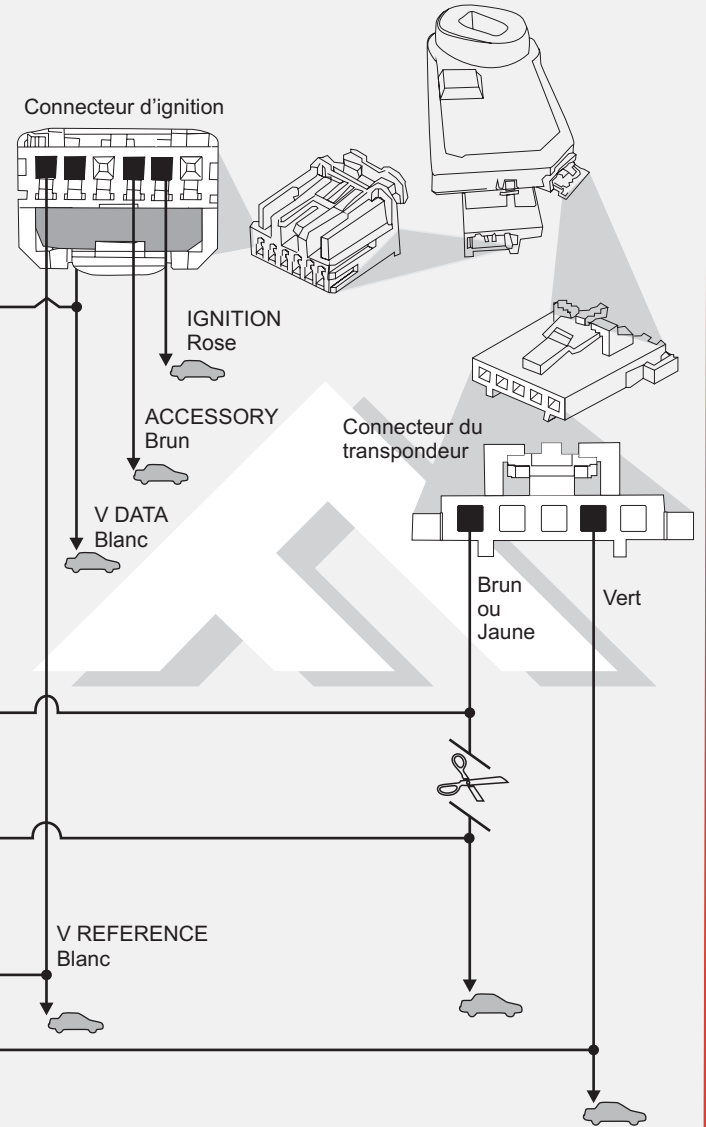 Connecteur d'ignition
IGNITION
Rose
ACCESSORY
Brun
Connecteur du
transpondeur
V DATA
Blanc
Brun
ou
Jaune
Vert
V REFERENCE
Blanc